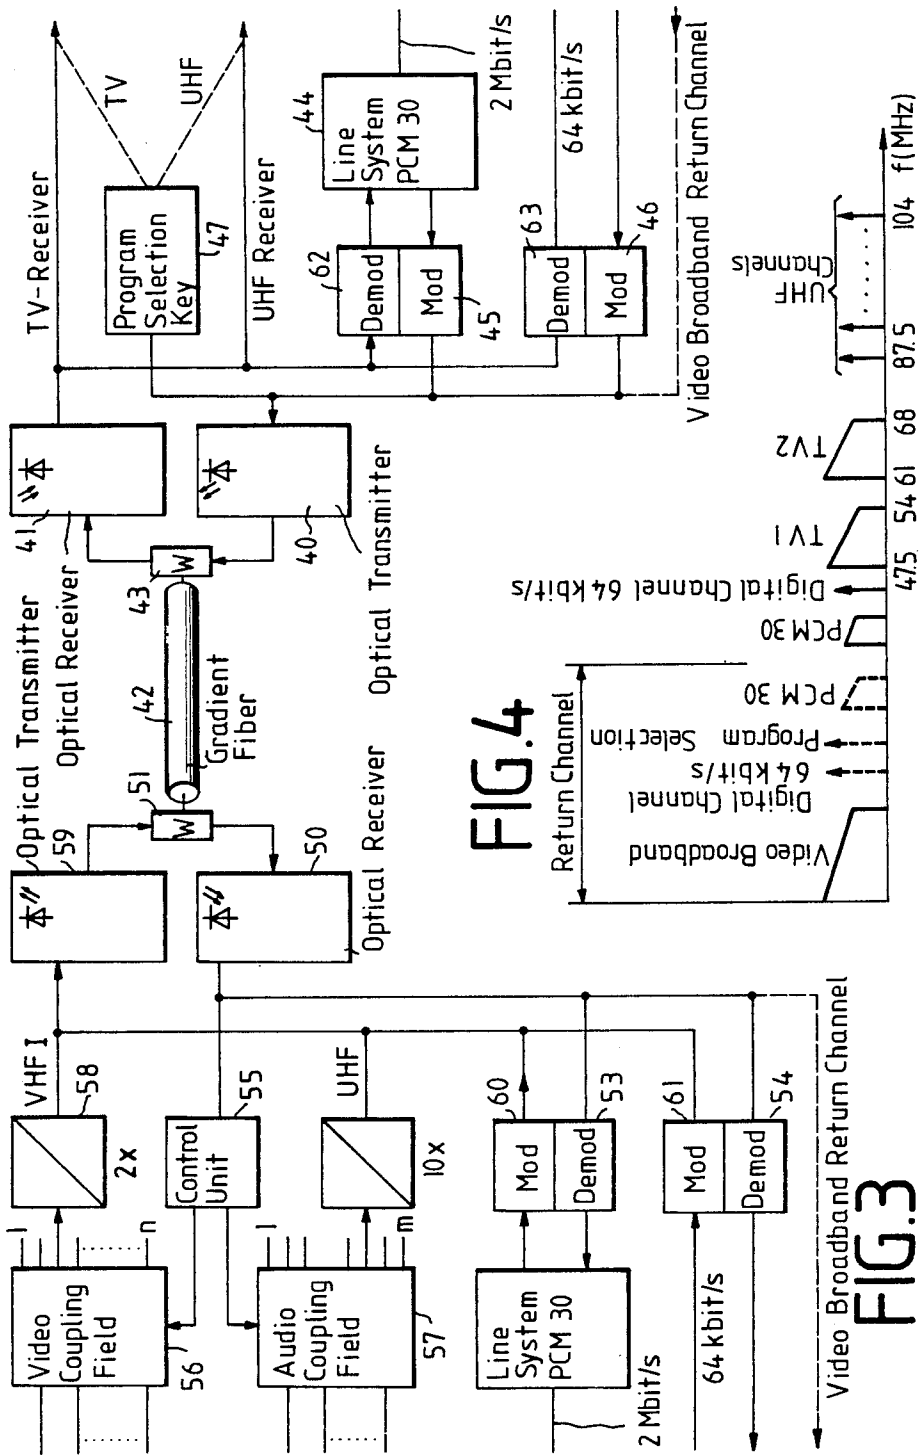 Video
Coupling
Field
56
1
n
2x
58
VHF I
Control
Unit
55
Audio
Coupling
Field
57
1
m
10x
UHF
Line
System
PCM 30
2 Mbit/s
Mod
60
Demod
53
64 kbit/s
Mod
61
Demod
54
Video Broadband Return Channel
FIG.3
Optical Transmitter
59
50
Optical Receiver
W
51
42
Gradient
Fiber
W
43
41
Optical Receiver
40
Optical Transmitter
TV-Receiver
TV
Program
Selection
Key
47
UHF
UHF Receiver
62
Demod
Mod
45
Line
System
PCM 30
44
2 Mbit/s
63
Demod
Mod
46
64 kbit/s
Video Broadband Return Channel
FIG.4
Return Channel
Video Broadband
Digital Channel
64 kbit/s
Program
Selection
PCM 30
PCM 30
Digital Channel 64 kbit/s
TV1
TV2
UHF
Channels
47.5
54
61
68
87.5
104
f(MHz)